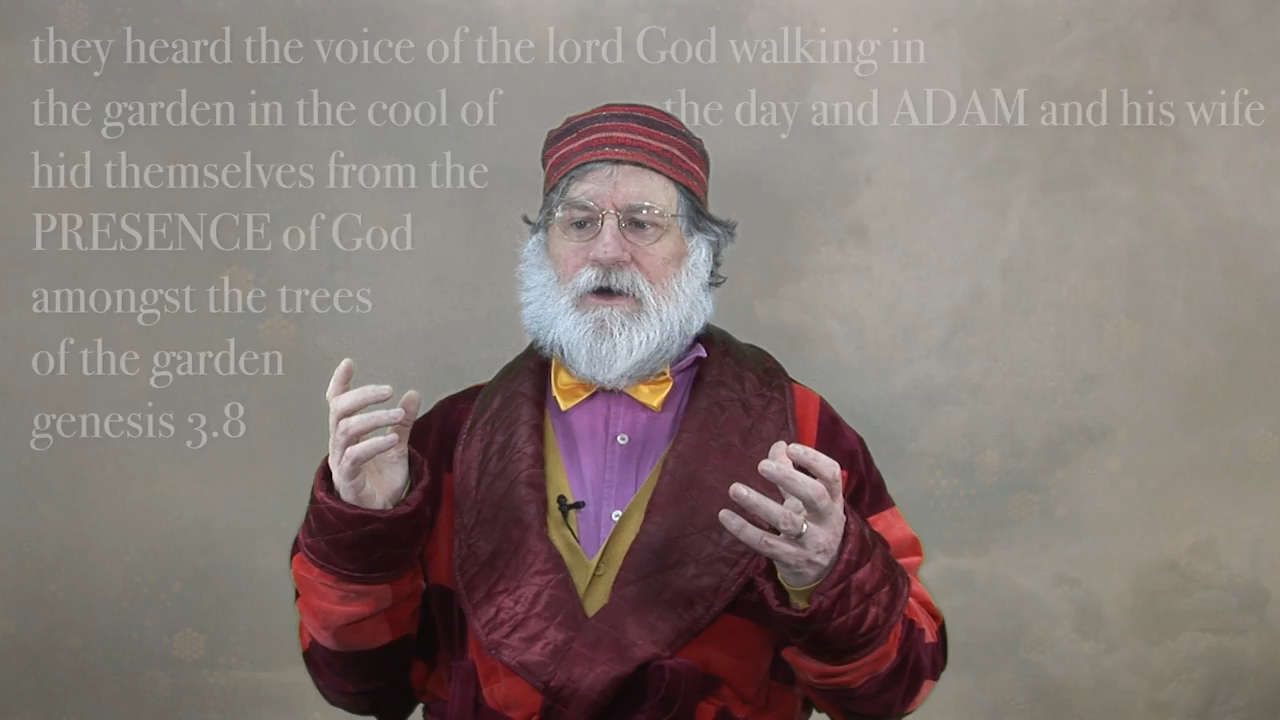 they heard the voice of the lord God walking in
the garden in the cool of the day and ADAM and his wife
hid themselves from the
PRESENCE of God
amongst the trees
of the garden
genesis 3.8